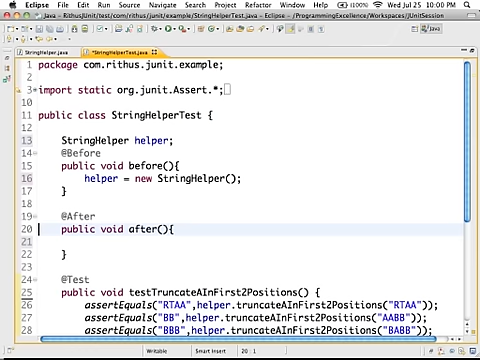 Eclipse File Edit Source Refactor Navigate Search Project Run Window Help (100%) Wed Jul 25 10:00 PM
Java - RithusJUnit/test/com/rithus/junit/example/StringHelperTest.java - Eclipse - /ProgrammingExcellence/Workspaces/JUnitSession
Java
StringHelper.java *StringHelperTest.java
1 package com.rithus.junit.example;
2
3 import static org.junit.Assert.*;
10
11 public class StringHelperTest {
12
13 StringHelper helper;
14 @Before
15 public void before(){
16 helper = new StringHelper();
17 }
18
19 @After
20 public void after(){
21
22 }
23
24 @Test
25 public void testTruncateAInFirst2Positions() {
26 assertEquals("RTAA",helper.truncateAInFirst2Positions("RTAA"));
27 assertEquals("BB",helper.truncateAInFirst2Positions("AABB"));
28 assertEquals("BBB",helper.truncateAInFirst2Positions("BABB"));
Writable Smart Insert 20 : 1